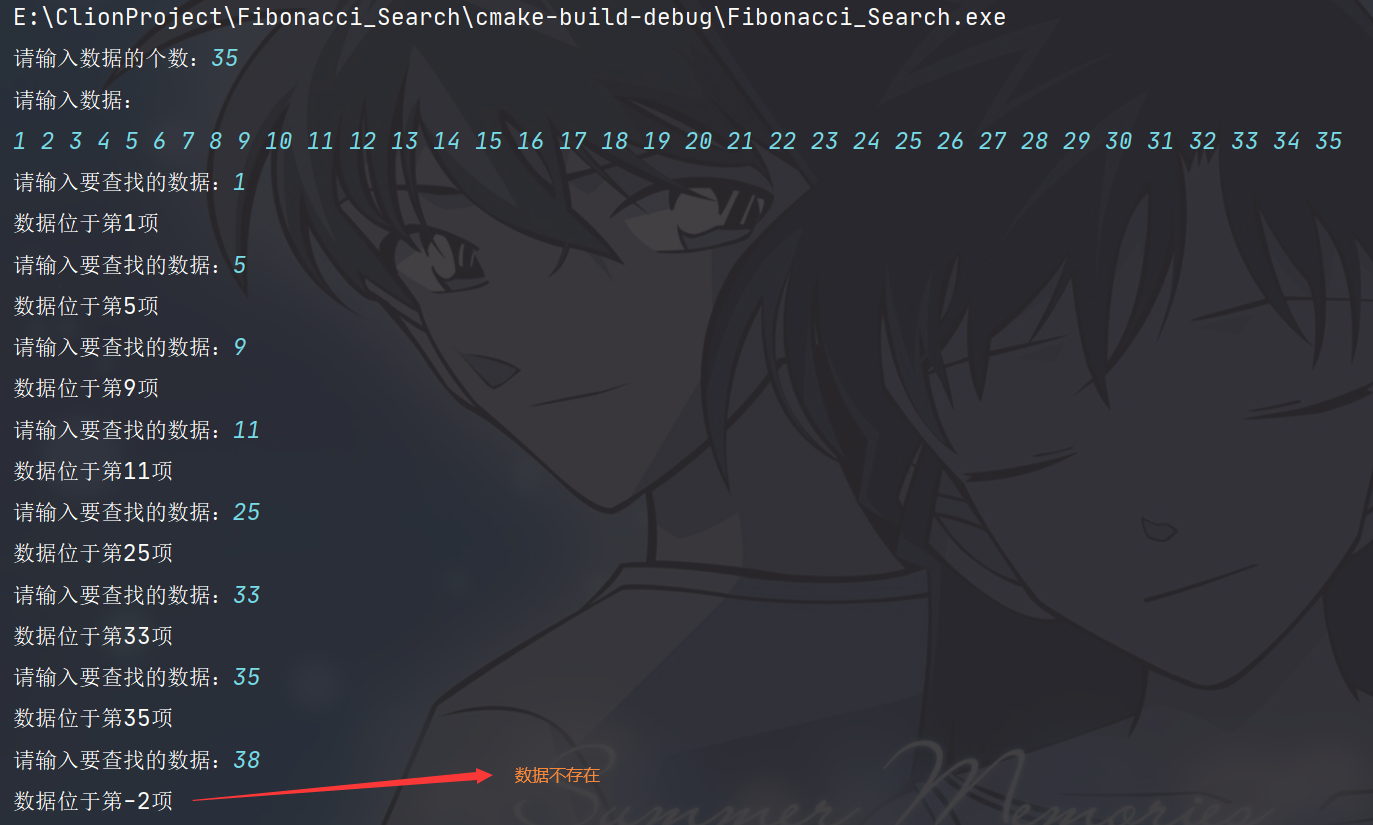 E:\ClionProject\Fibonacci_Search\cmake-build-debug\Fibonacci_Search.exe
请输入数据的个数：35
请输入数据：
1 2 3 4 5 6 7 8 9 10 11 12 13 14 15 16 17 18 19 20 21 22 23 24 25 26 27 28 29 30 31 32 33 34 35
请输入要查找的数据：1
数据位于第1项
请输入要查找的数据：5
数据位于第5项
请输入要查找的数据：9
数据位于第9项
请输入要查找的数据：11
数据位于第11项
请输入要查找的数据：25
数据位于第25项
请输入要查找的数据：33
数据位于第33项
请输入要查找的数据：35
数据位于第35项
请输入要查找的数据：38
数据不存在
数据位于第-2项
Summer Memories